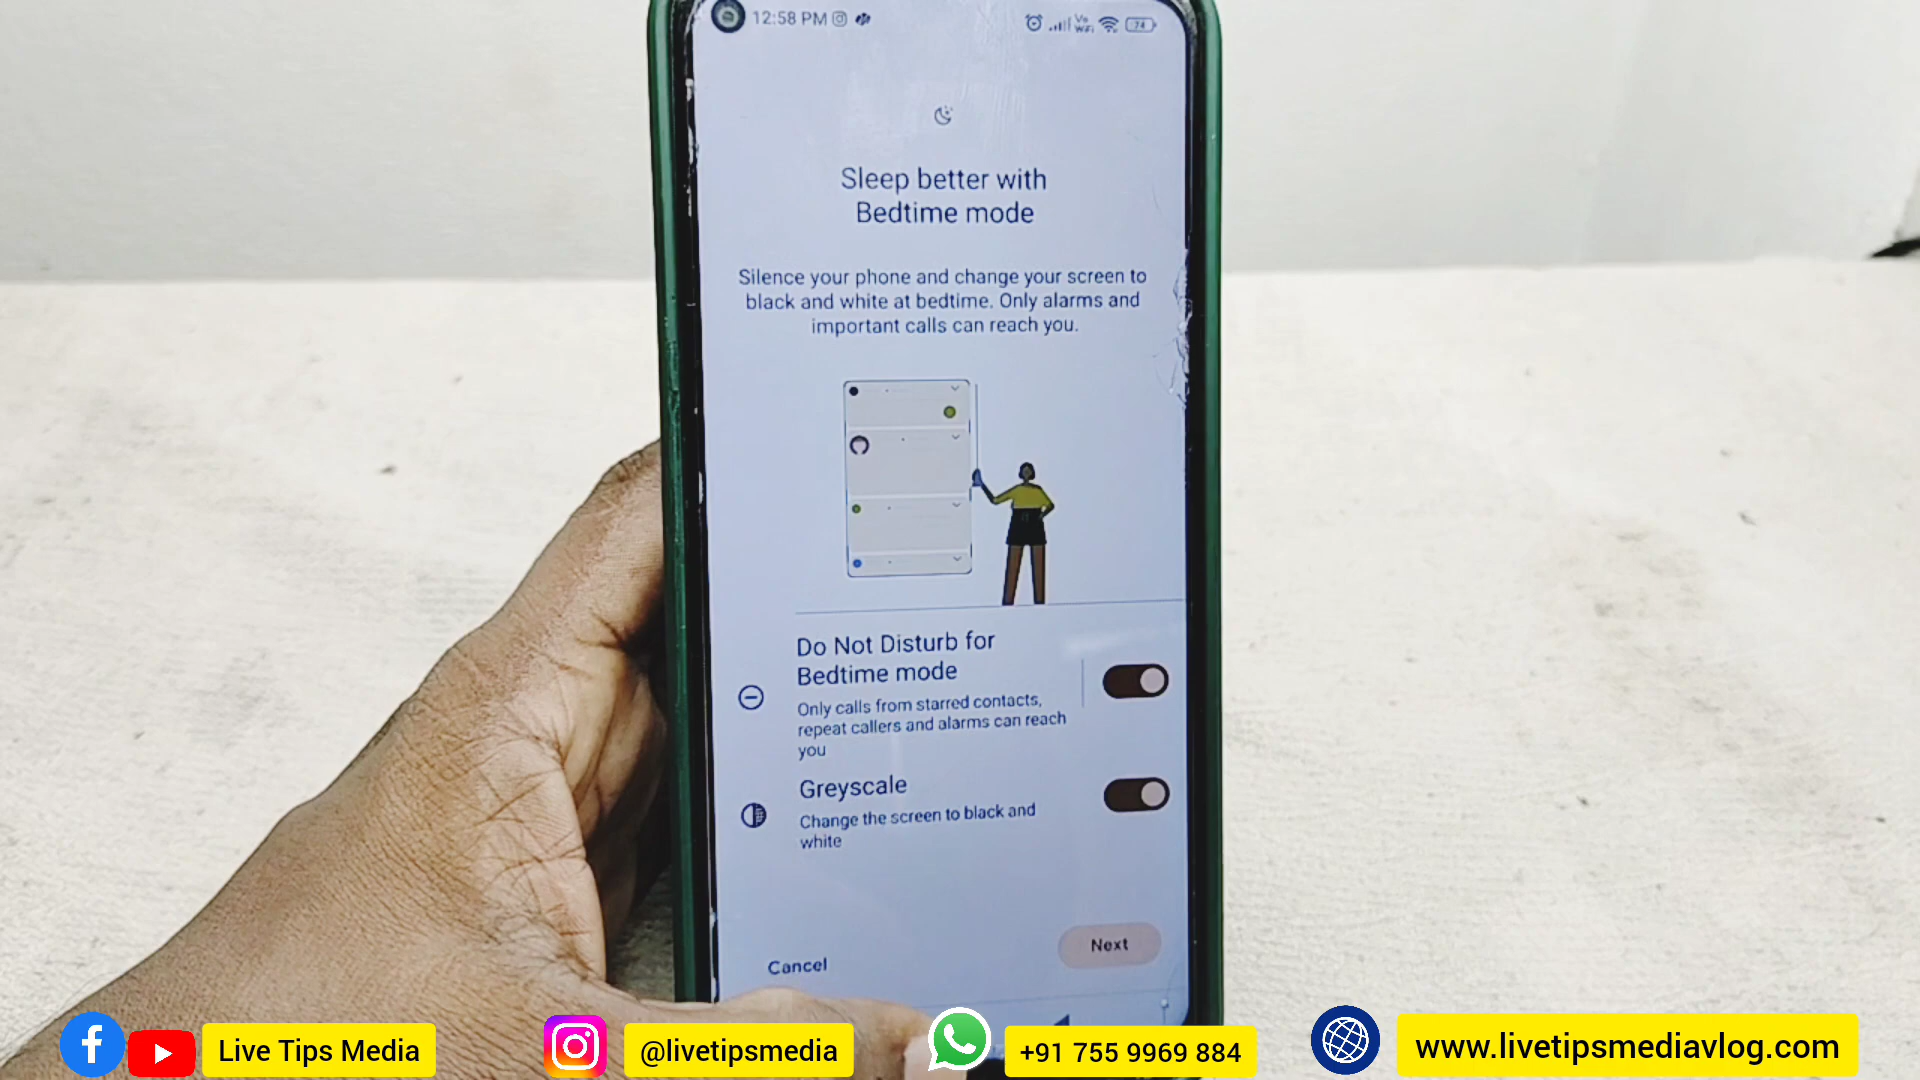 12:58 PM
Vo
WiFi
74
Sleep better with
Bedtime mode
Silence your phone and change your screen to
black and white at bedtime. Only alarms and
important calls can reach you.
Do Not Disturb for
Bedtime mode
Only calls from starred contacts,
repeat callers and alarms can reach
you
Greyscale
Change the screen to black and
white
Cancel
Next
Live Tips Media
@livetipsmedia
+91 755 9969 884
www.livetipsmediavlog.com